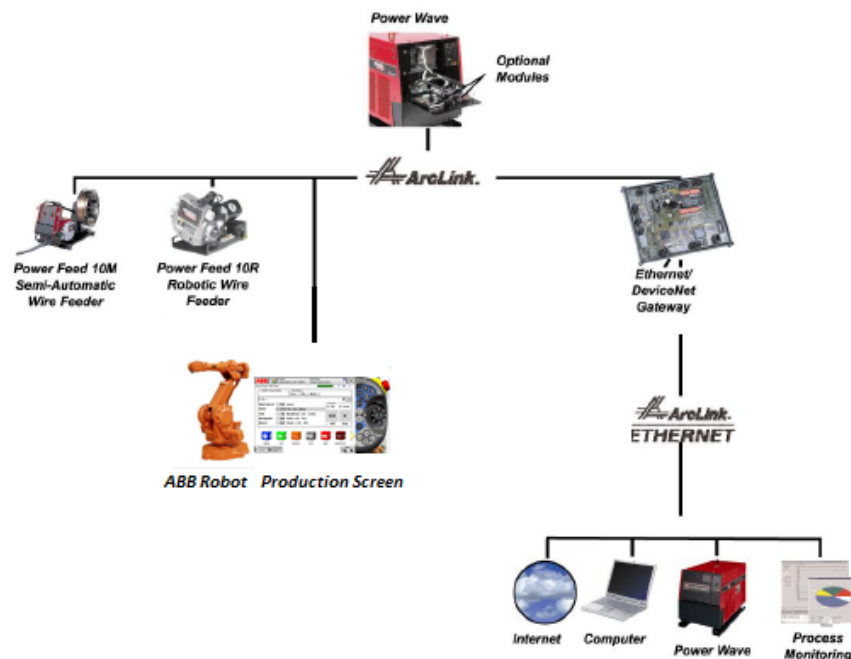 Power Wave
Optional
Modules
ArcLink.
Power Feed 10M
Semi-Automatic
Wire Feeder
Power Feed 10R
Robotic Wire
Feeder
Ethernet/
DeviceNet
Gateway
ABB
ABB Robot Production Screen
ArcLink.
ETHERNET
Internet
Computer
Power Wave
Process
Monitoring